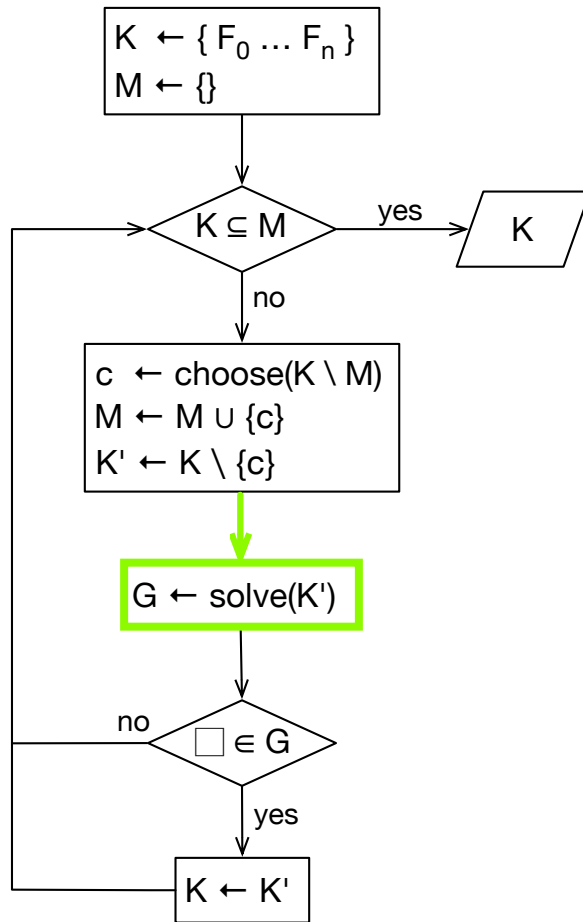 K ← { F₀ … Fₙ }
M ← {}
K ⊆ M
yes
K
no
c ← choose(K \ M)
M ← M ∪ {c}
K' ← K \ {c}
G ← solve(K')
no
□ ∈ G
yes
K ← K'